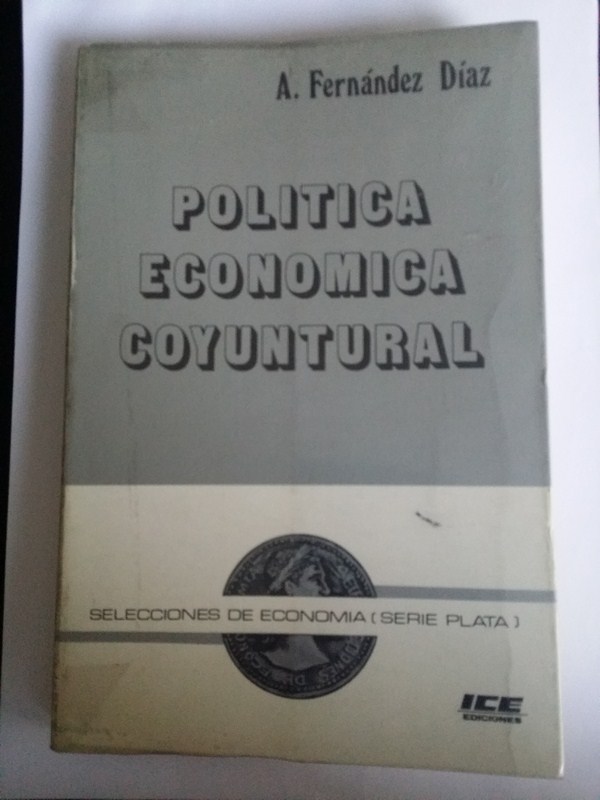 A. Fernández Díaz
POLITICA
ECONOMICA
COYUNTURAL
SELECCIONES DE ECONOMIA ( SERIE PLATA )
ICE
EDICIONES